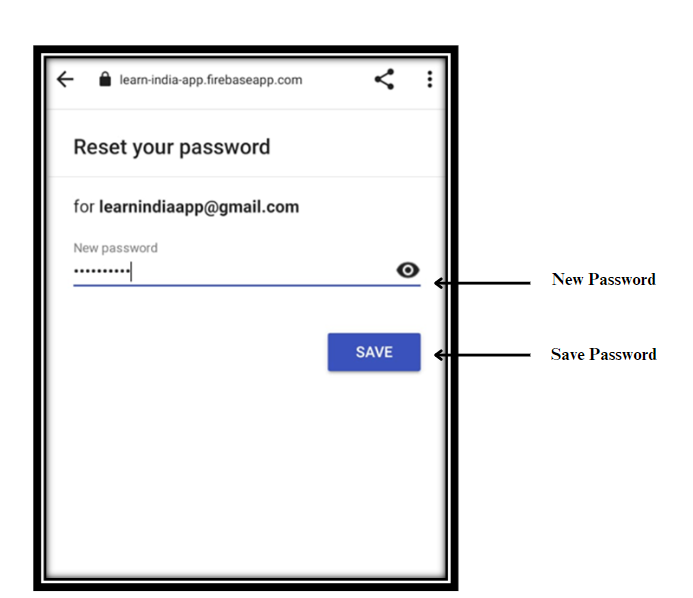 learn-india-app.firebaseapp.com
Reset your password
for learnindiaapp@gmail.com
New password
••••••••••
New Password
SAVE
Save Password